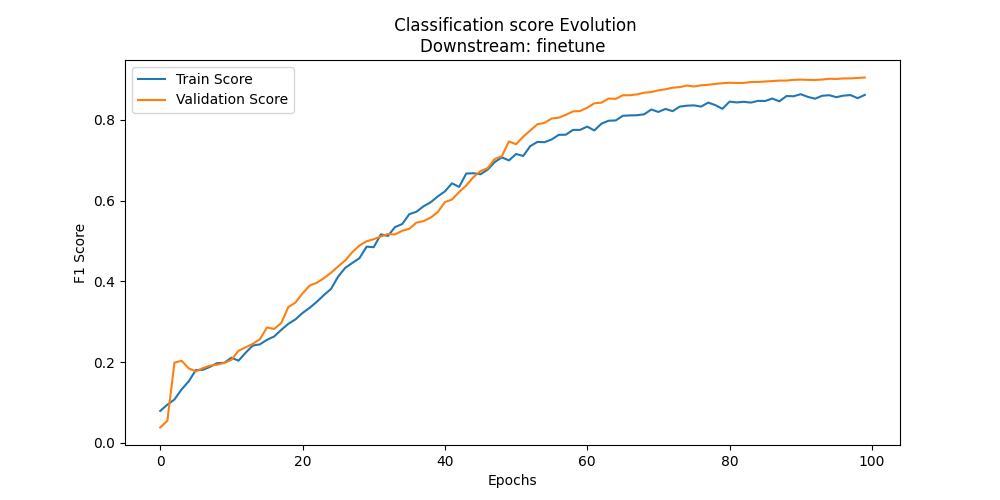 Classification score Evolution
Downstream: finetune
Train Score
Validation Score
F1 Score
0.8
0.6
0.4
0.2
0.0
0 20 40 60 80 100
Epochs